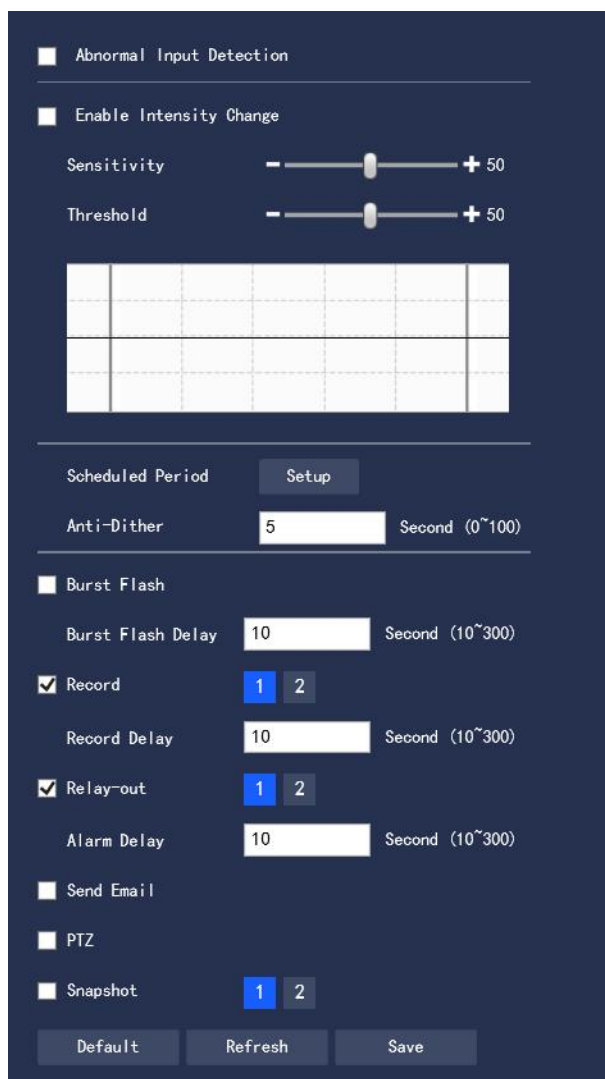 Abnormal Input Detection
Enable Intensity Change
Sensitivity 50
Threshold 50
Scheduled Period Setup
Anti-Dither 5 Second (0~100)
Burst Flash
Burst Flash Delay 10 Second (10~300)
Record 1 2
Record Delay 10 Second (10~300)
Relay-out 1 2
Alarm Delay 10 Second (10~300)
Send Email
PTZ
Snapshot 1 2
Default Refresh Save